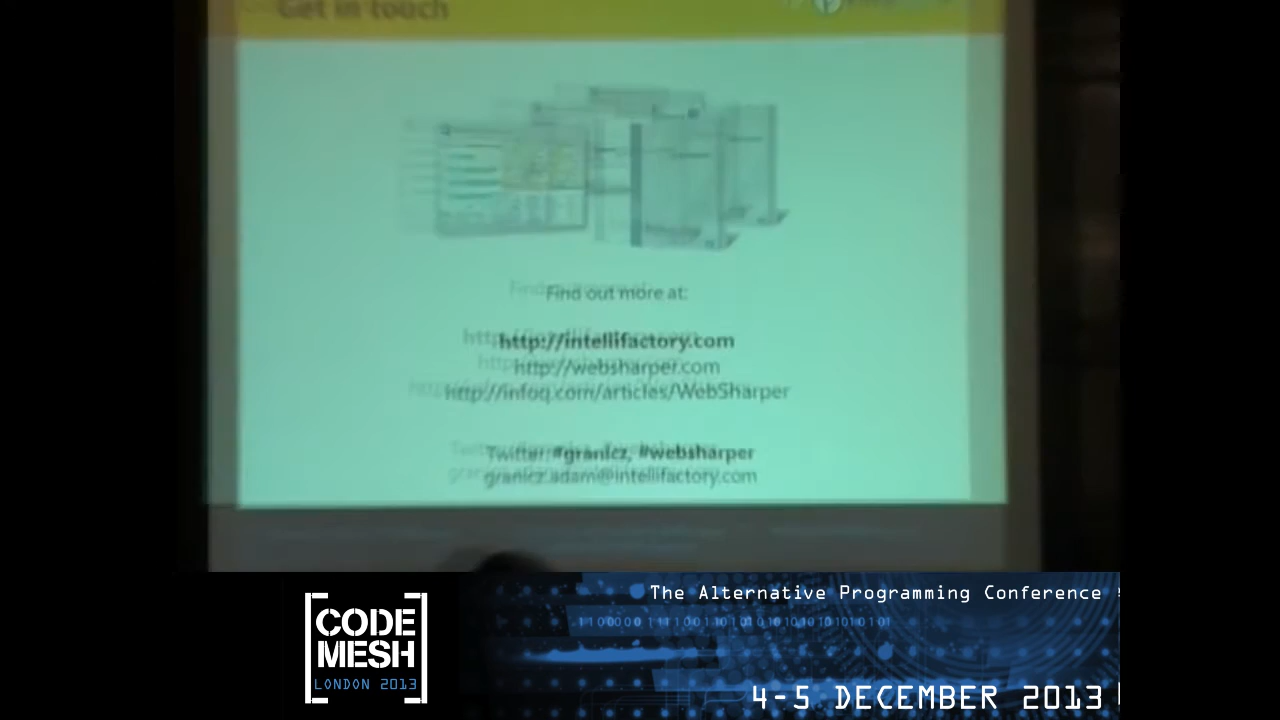 Get in touch
Find out more at:
http://intellifactory.com
http://websharper.com
http://infoq.com/articles/WebSharper
Twitter: #granicz, #websharper
granicz.adam@intellifactory.com
CODE
MESH
LONDON 2013
The Alternative Programming Conference
4-5 DECEMBER 2013